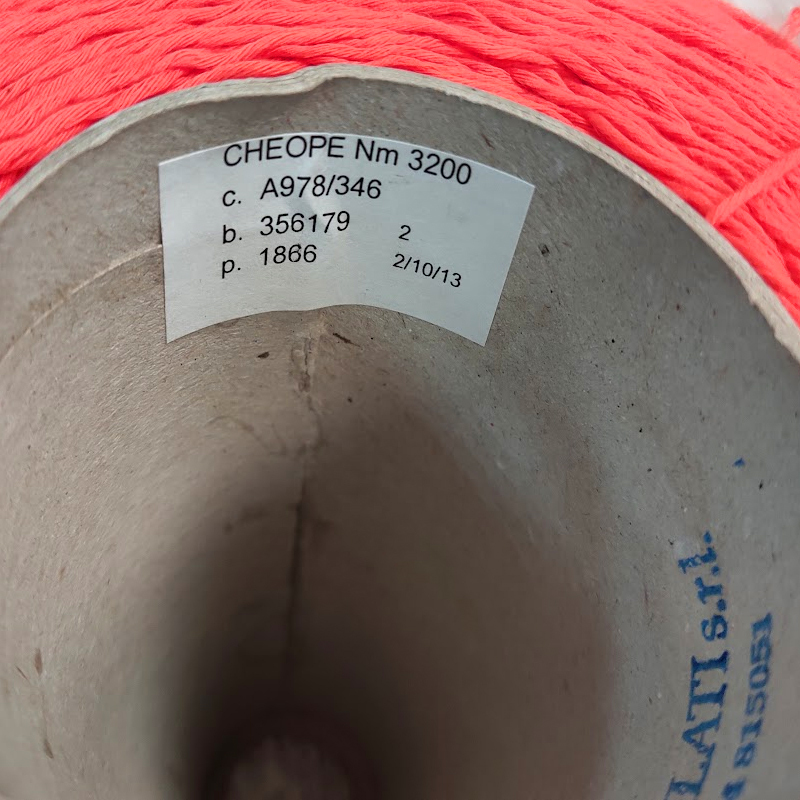 CHEOPE Nm 3200
c. A978/346
b. 356179 2
p. 1866 2/10/13
LATI s.r.l.
815051